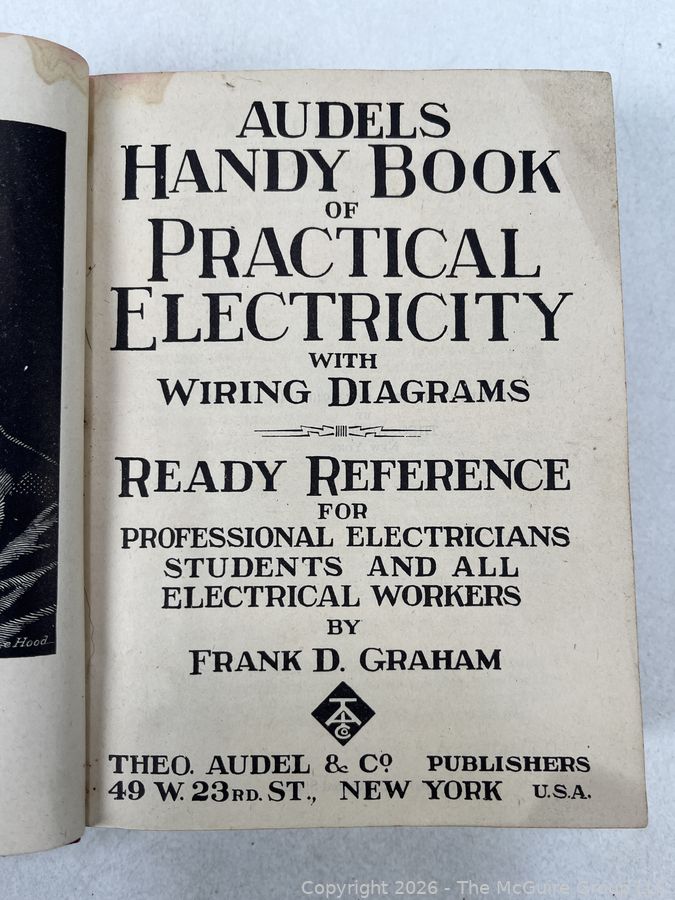 AUDELS
HANDY BOOK
OF
PRACTICAL
ELECTRICITY
WITH
WIRING DIAGRAMS
READY REFERENCE
FOR
PROFESSIONAL ELECTRICIANS
STUDENTS AND ALL
ELECTRICAL WORKERS
BY
FRANK D. GRAHAM
THEO. AUDEL & Co PUBLISHERS
49 W. 23RD. ST., NEW YORK U.S.A.
Hood
Copyright 2026 - The McGuire Group LLC